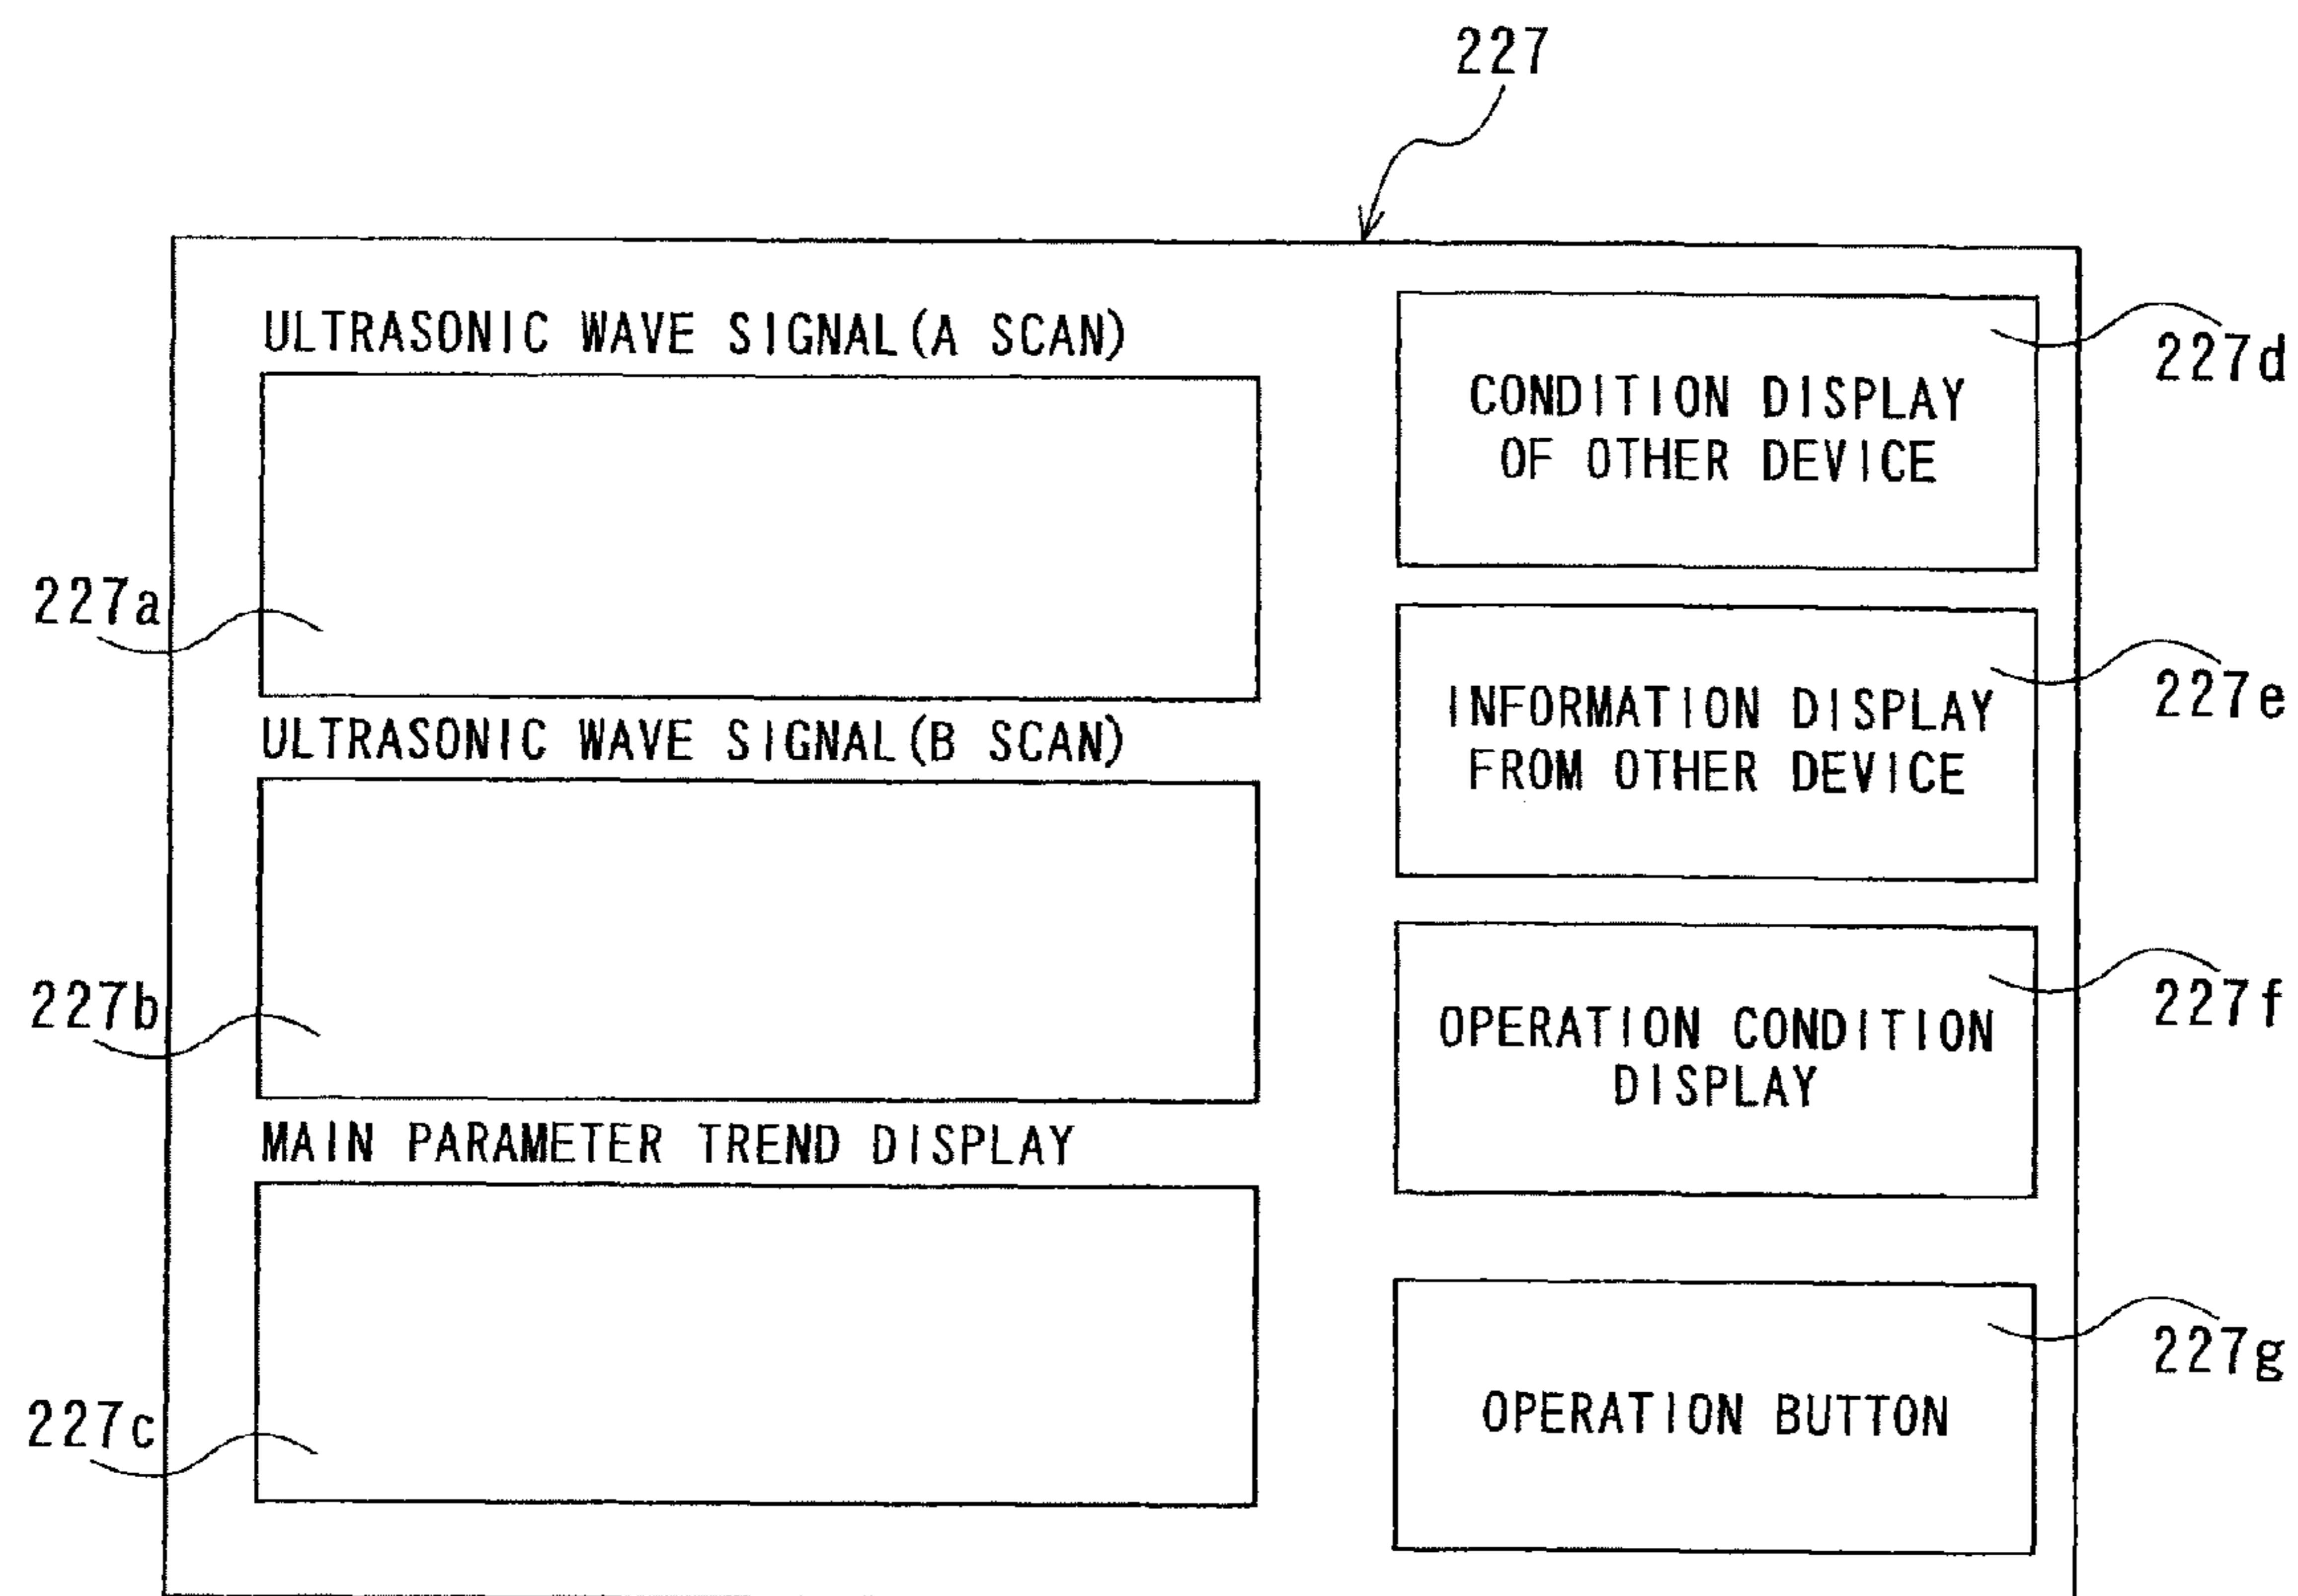 227
ULTRASONIC WAVE SIGNAL(A SCAN)
227a
ULTRASONIC WAVE SIGNAL(B SCAN)
227b
MAIN PARAMETER TREND DISPLAY
227c
CONDITION DISPLAY
OF OTHER DEVICE
227d
INFORMATION DISPLAY
FROM OTHER DEVICE
227e
OPERATION CONDITION
DISPLAY
227f
OPERATION BUTTON
227g